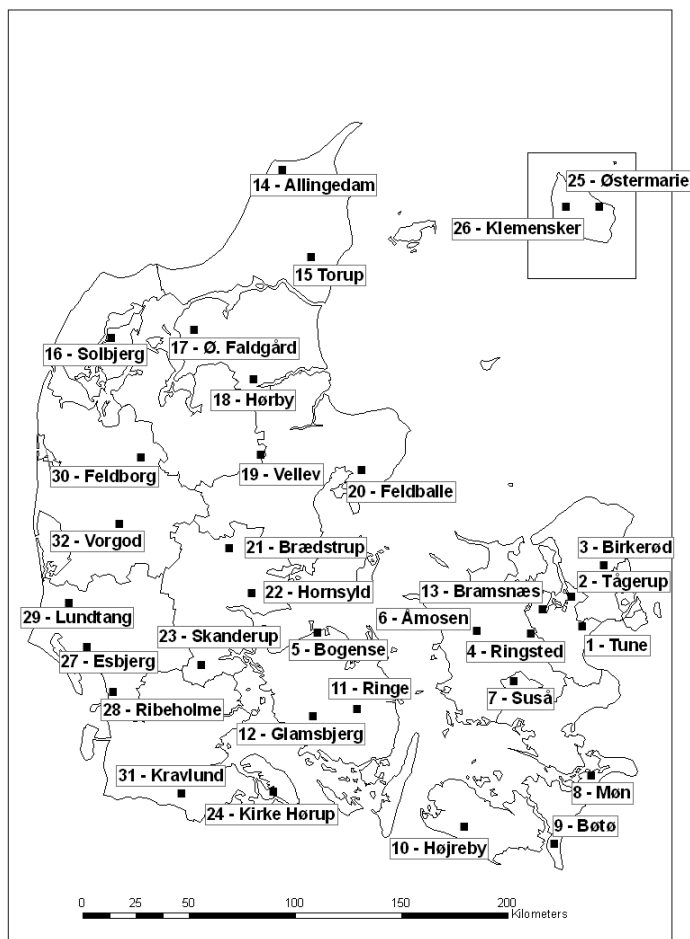 25 - Østermarie
14 - Allingedam
26 - Klemensker
15 Torup
17 - Ø. Faldgård
16 - Solbjerg
18 - Hørby
30 - Feldborg
19 - Vellev
20 - Feldballe
32 - Vorgod
21 - Brædstrup
3 - Birkerød
2 - Tågerup
22 - Hornsyld
13 - Bramsnæs
29 - Lundtang
6 - Åmosen
23 - Skanderup
5 - Bogense
4 - Ringsted
1 - Tune
27 - Esbjerg
11 - Ringe
7 - Suså
28 - Ribeholme
12 - Glamsbjerg
31 - Kravlund
8 - Møn
24 - Kirke Hørup
9 - Bøtø
10 - Højreby
0 50 100 150 200
Kilometers